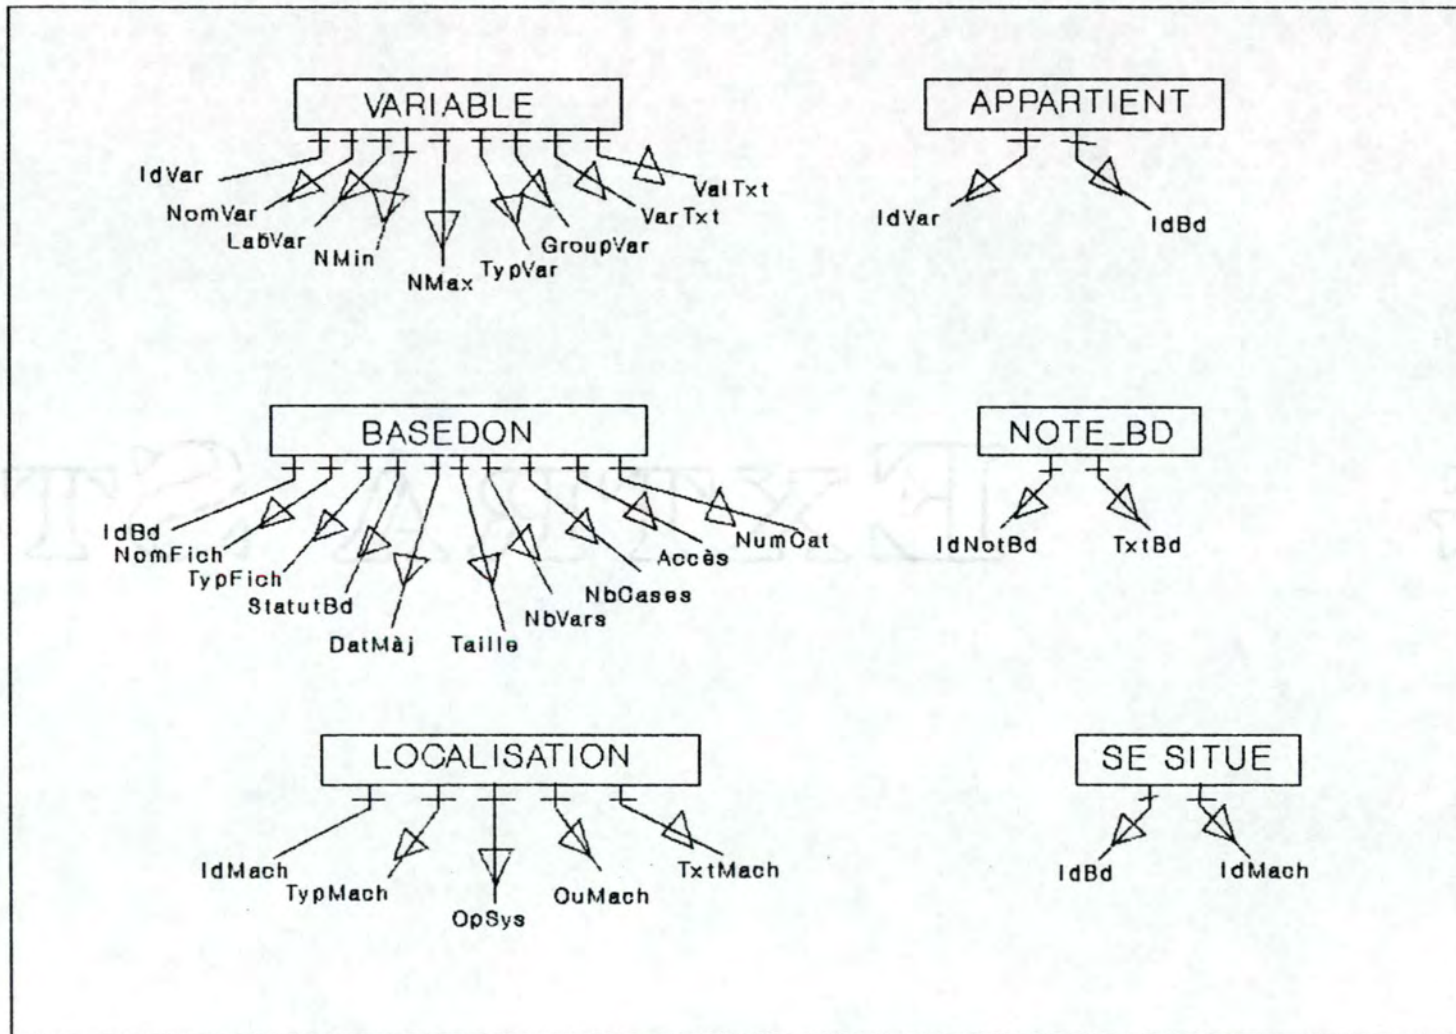 VARIABLE
IdVar
NomVar
LabVar
NMin
NMax
TypVar
GroupVar
VarTxt
ValTxt
APPARTIENT
IdVar
IdBd
BASEDON
IdBd
NomFich
TypFich
StatutBd
DatMàj
Taille
NbVars
NbCases
Accès
NumCat
NOTE_BD
IdNotBd
TxtBd
LOCALISATION
IdMach
TypMach
OpSys
OuMach
TxtMach
SE SITUE
IdBd
IdMach